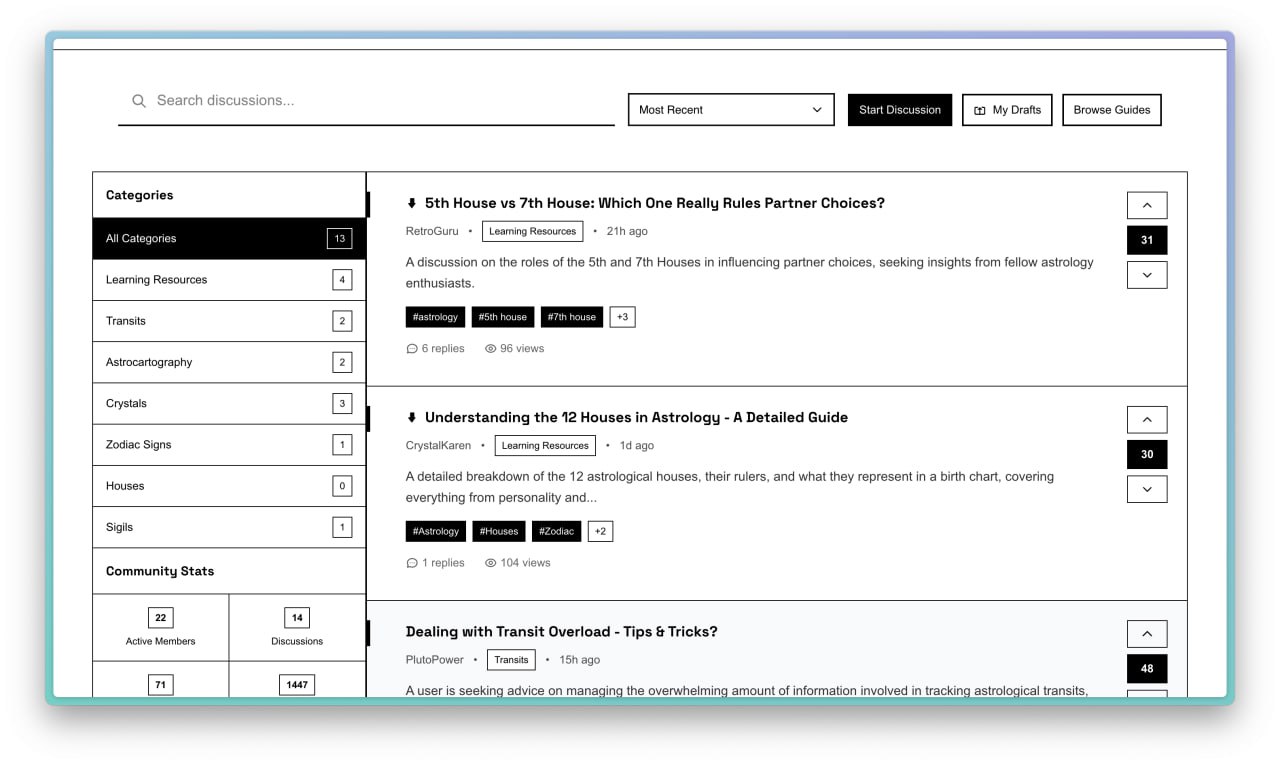 Search discussions...
Most Recent
Start Discussion
My Drafts
Browse Guides
Categories
All Categories 13
Learning Resources 4
Transits 2
Astrocartography 2
Crystals 3
Zodiac Signs 1
Houses 0
Sigils 1
Community Stats
22
Active Members
14
Discussions
71
1447
5th House vs 7th House: Which One Really Rules Partner Choices?
RetroGuru • Learning Resources • 21h ago
A discussion on the roles of the 5th and 7th Houses in influencing partner choices, seeking insights from fellow astrology
enthusiasts.
#astrology #5th house #7th house +3
6 replies 96 views
31
Understanding the 12 Houses in Astrology - A Detailed Guide
CrystalKaren • Learning Resources • 1d ago
A detailed breakdown of the 12 astrological houses, their rulers, and what they represent in a birth chart, covering
everything from personality and...
#Astrology #Houses #Zodiac +2
1 replies 104 views
30
Dealing with Transit Overload - Tips & Tricks?
PlutoPower • Transits • 15h ago
A user is seeking advice on managing the overwhelming amount of information involved in tracking astrological transits,
48